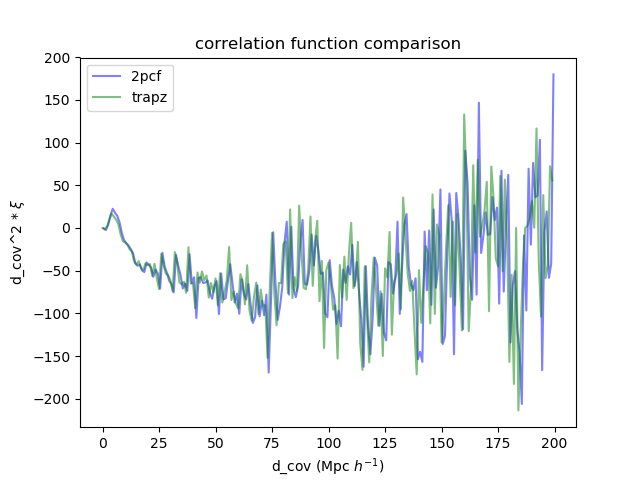 correlation function comparison
2pcf
trapz
200
150
100
50
0
−50
−100
−150
−200
d_cov^2 * ξ
0 25 50 75 100 125 150 175 200
d_cov (Mpc h⁻¹)